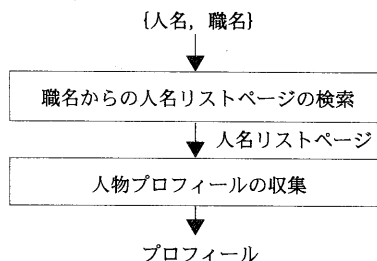 {人名, 職名}
職名からの人名リストページの検索
人名リストページ
人物プロフィールの収集
プロフィール